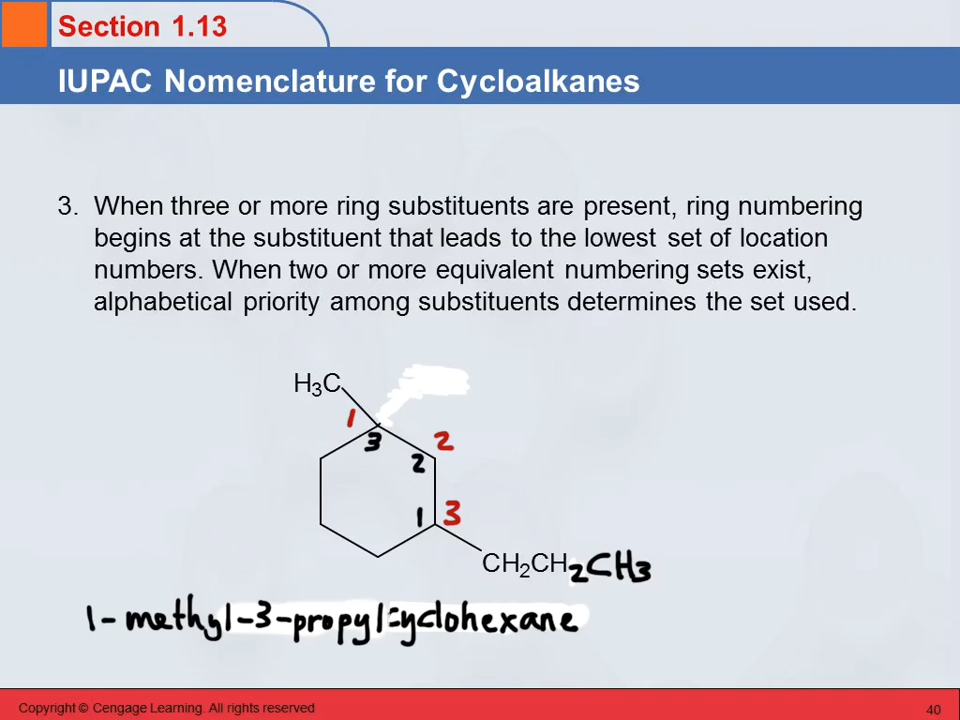 Section 1.13
IUPAC Nomenclature for Cycloalkanes
3. When three or more ring substituents are present, ring numbering
begins at the substituent that leads to the lowest set of location
numbers. When two or more equivalent numbering sets exist,
alphabetical priority among substituents determines the set used.
H₃C
1
3
2
2
1 3
CH₂CH₂CH₃
1-methyl-3-propylcyclohexane
Copyright © Cengage Learning. All rights reserved 40